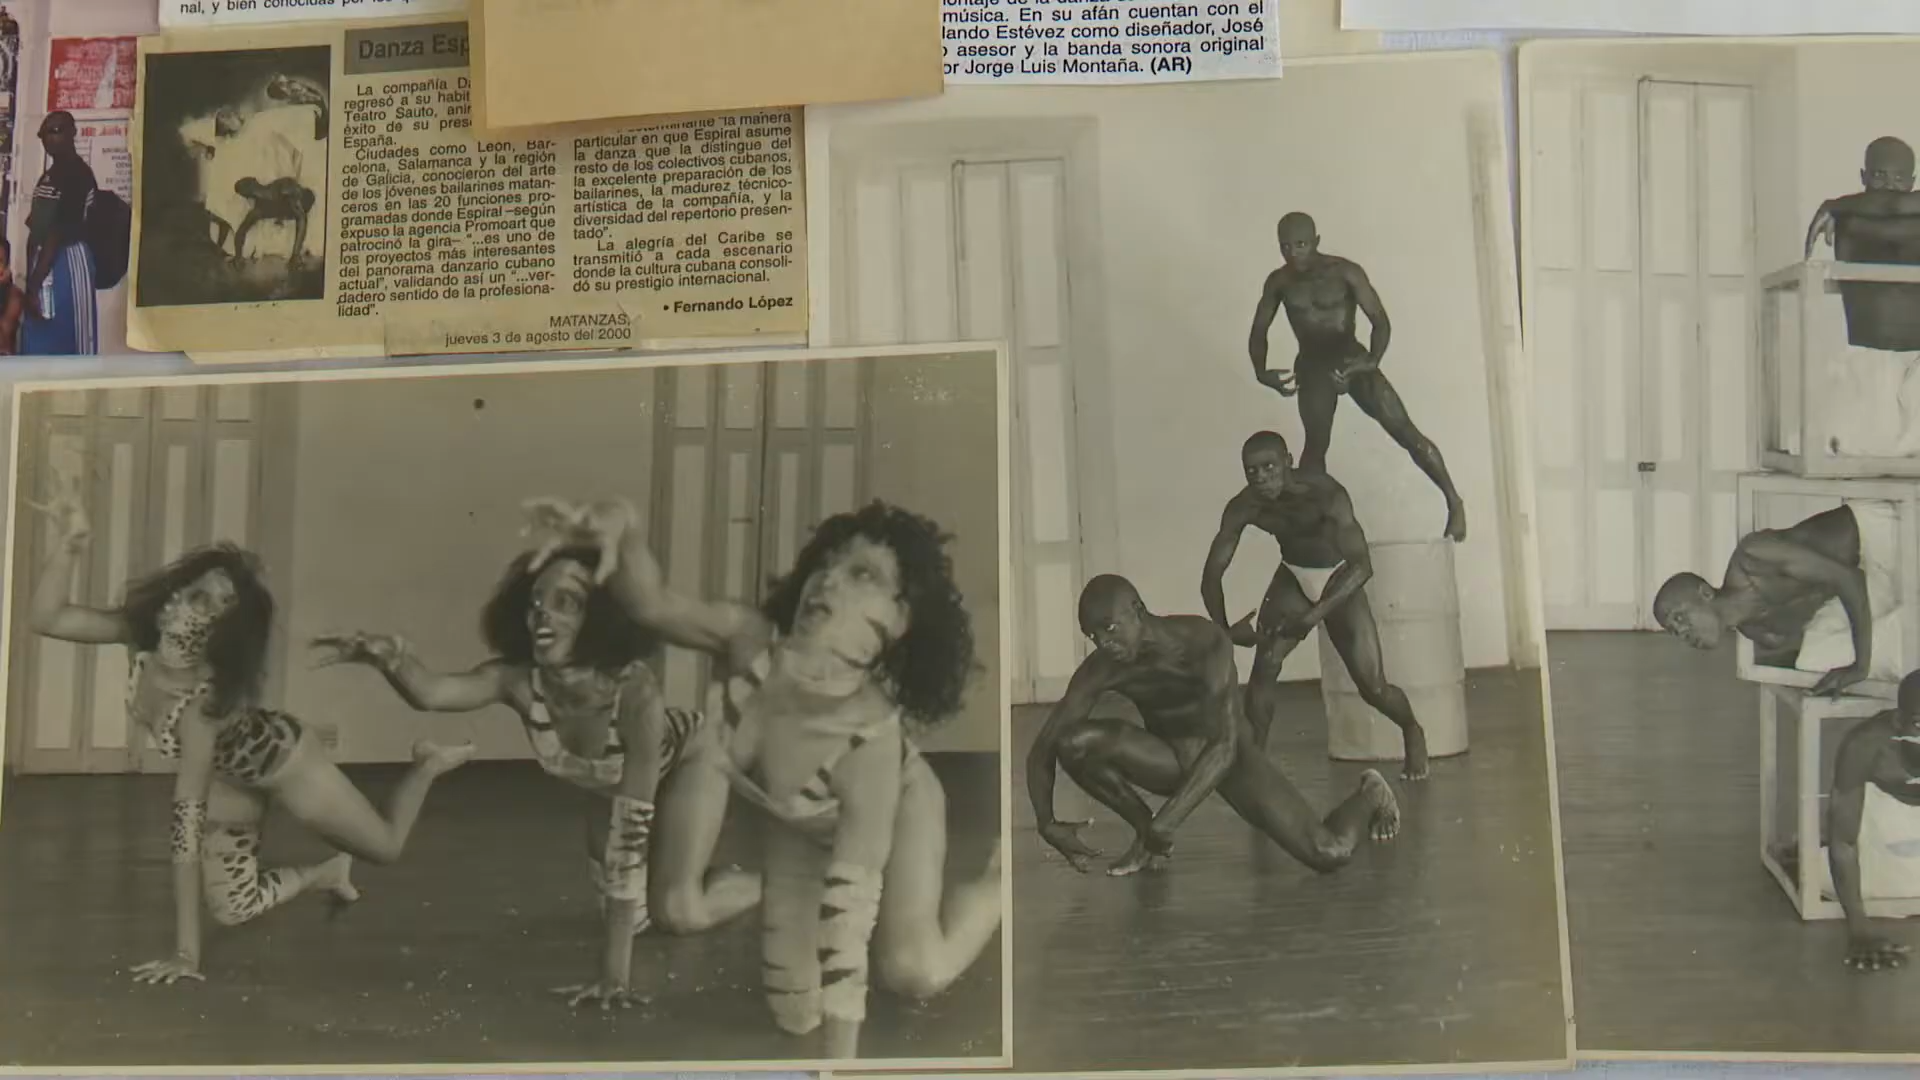 nal, y bien conocidas por los
música. En su afán cuentan con el
lando Estévez como diseñador, José
asesor y la banda sonora original
or Jorge Luis Montaña. (AR)
Danza Esp
La compañía Da
regresó a su habit
Teatro Sauto, ani
éxito de su pres
España.
Ciudades como León, Bar-
celona, Salamanca y la región
de Galicia, conocieron del arte
de los jóvenes bailarines matan-
ceros en las 20 funciones pro-
gramadas donde Espiral –según
expuso la agencia Promoart que
patrocinó la gira– "...es uno de
los proyectos más interesantes
del panorama danzario cubano
actual", validando así un "...ver-
dadero sentido de la profesiona-
lidad".
"la manera
particular en que Espiral asume
la danza que la distingue del
resto de los colectivos cubanos,
la excelente preparación de los
bailarines, la madurez técnico-
artística de la compañía, y la
diversidad del repertorio presen-
tado".
La alegría del Caribe se
transmitió a cada escenario
donde la cultura cubana consoli-
dó su prestigio internacional.
• Fernando López
MATANZAS,
jueves 3 de agosto del 2000